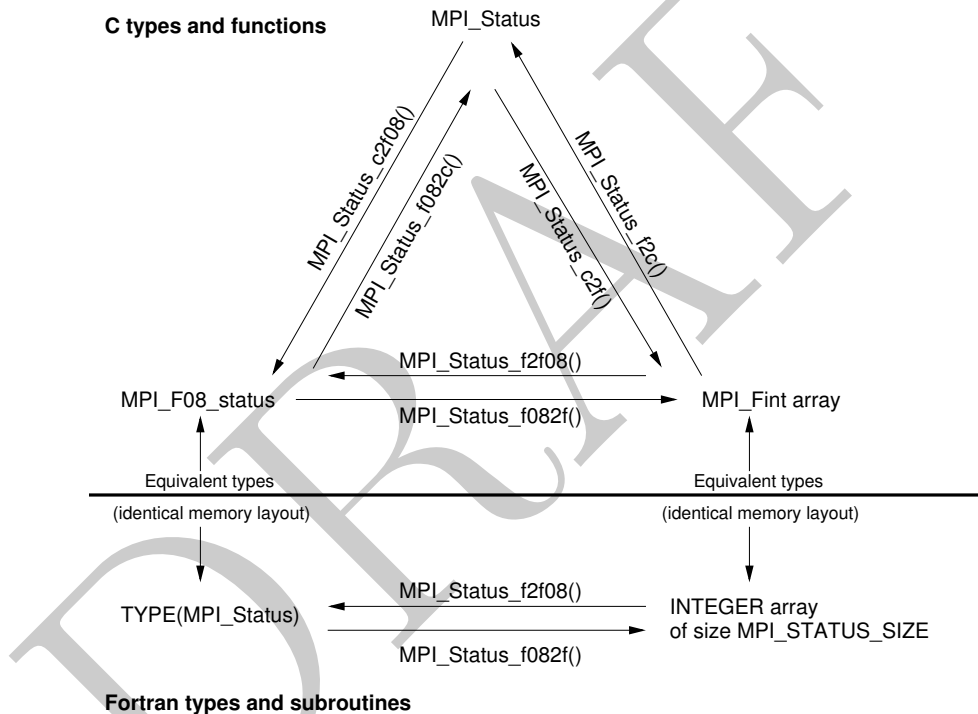 C types and functions
MPI_Status
MPI_Status_c2f08()
MPI_Status_f082c()
MPI_Status_c2f()
MPI_Status_f2c()
MPI_Status_f2f08()
MPI_F08_status
MPI_Fint array
MPI_Status_f082f()
Equivalent types
Equivalent types
(identical memory layout)
(identical memory layout)
MPI_Status_f2f08()
TYPE(MPI_Status)
INTEGER array
of size MPI_STATUS_SIZE
MPI_Status_f082f()
Fortran types and subroutines
DRAF